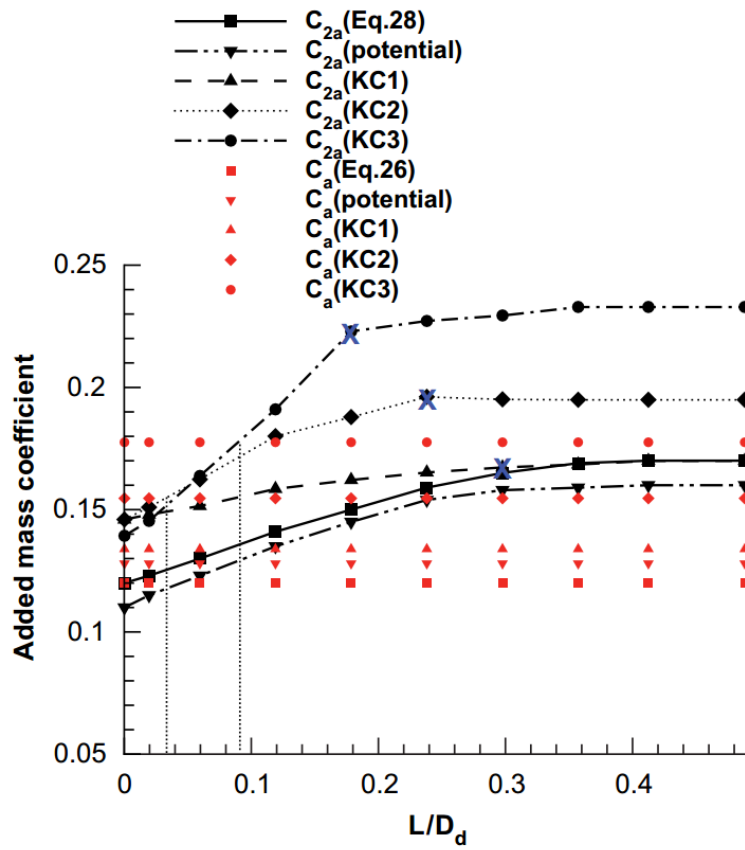 C2a(Eq.28)
C2a(potential)
C2a(KC1)
C2a(KC2)
C2a(KC3)
Ca(Eq.26)
Ca(potential)
Ca(KC1)
Ca(KC2)
Ca(KC3)
0.25
0.2
0.15
0.1
0.05
Added mass coefficient
X
X
X
0 0.1 0.2 0.3 0.4
L/Dd